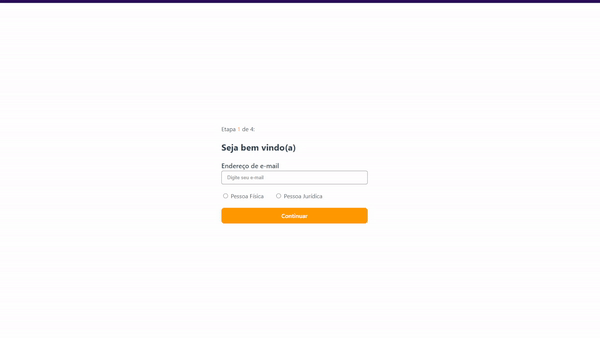 Etapa 1 de 4:
Seja bem vindo(a)
Endereço de e-mail
Digite seu e-mail
Pessoa Física Pessoa Jurídica
Continuar